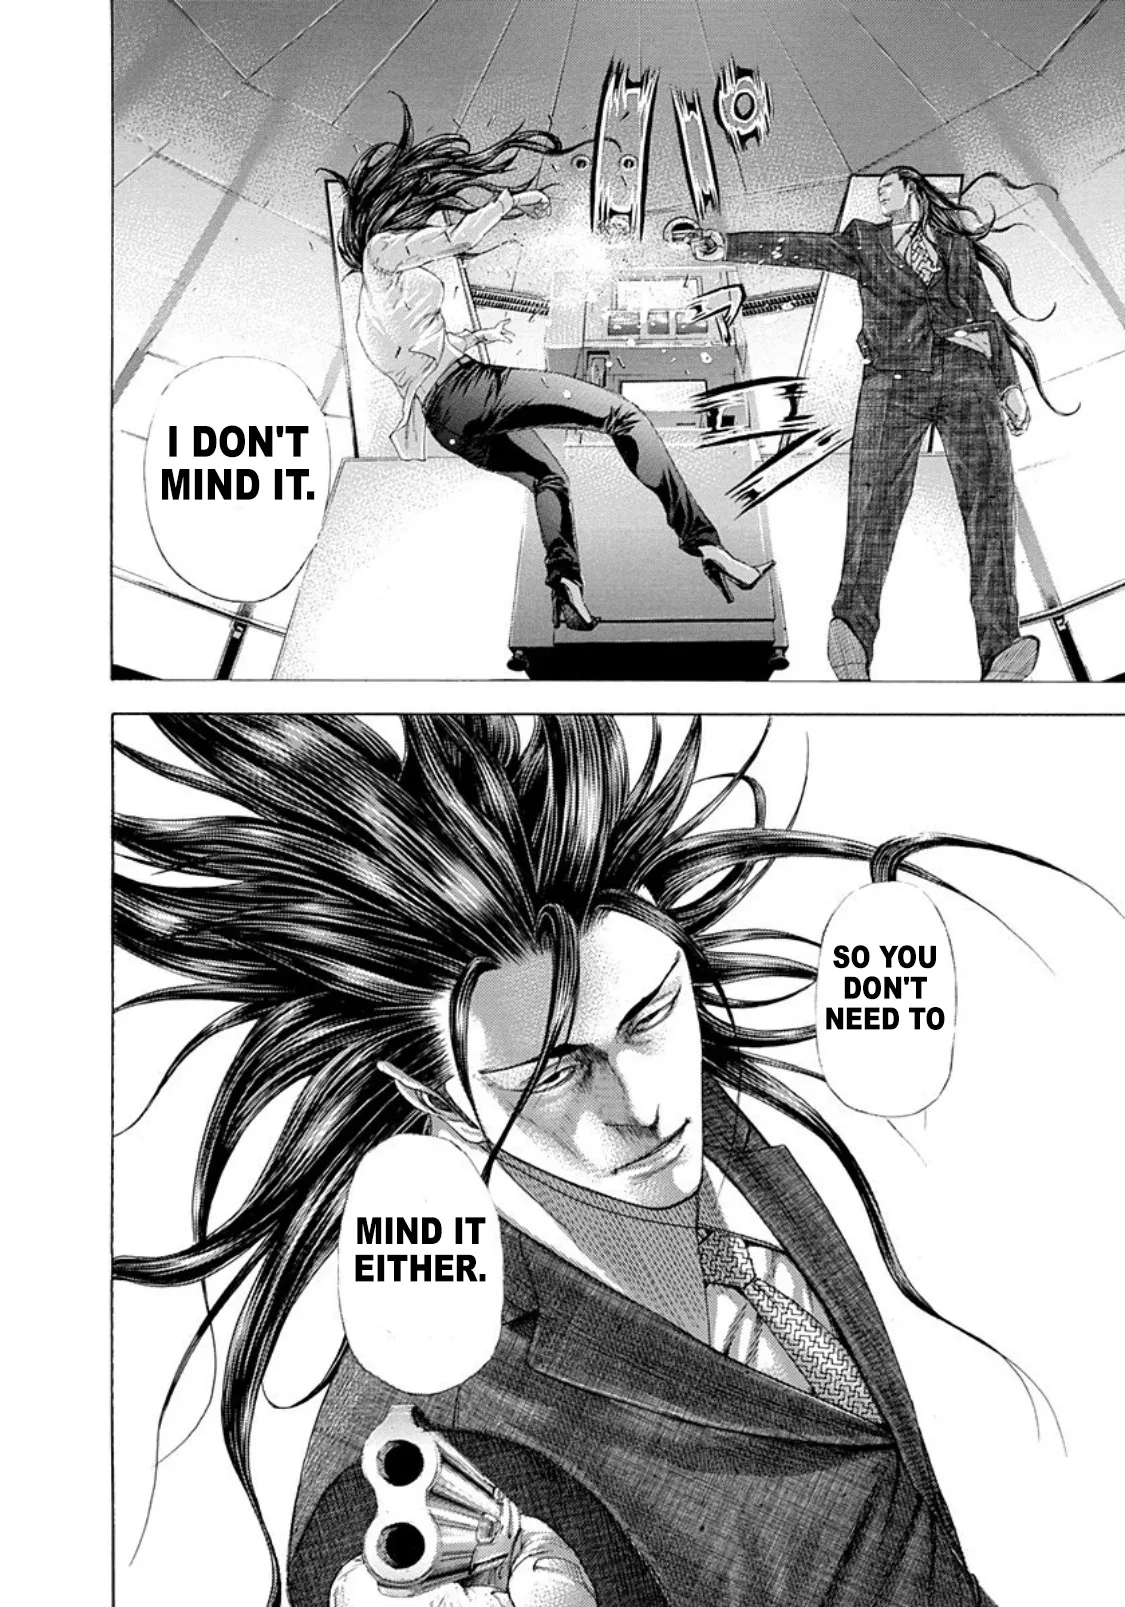 I DON'T
MIND IT.
SO YOU
DON'T
NEED TO
MIND IT
EITHER.